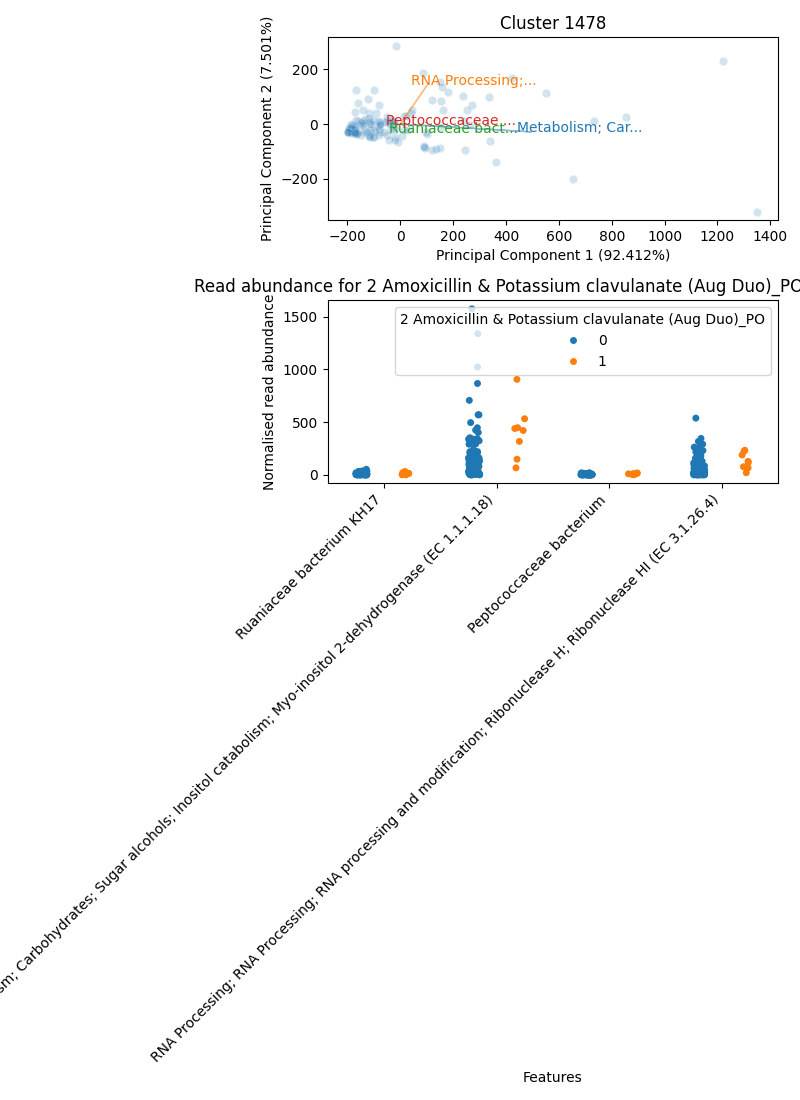 Cluster 1478
Principal Component 2 (7.501%)
200
0
−200
RNA Processing;...
Peptococcaceae ...
Ruaniaceae bact...
Metabolism; Car...
−200
0
200
400
600
800
1000
1200
1400
Principal Component 1 (92.412%)
Read abundance for 2 Amoxicillin & Potassium clavulanate (Aug Duo)_PO
Normalised read abundance
1500
1000
500
0
2 Amoxicillin & Potassium clavulanate (Aug Duo)_PO
0
1
Ruaniaceae bacterium KH17
sm; Carbohydrates; Sugar alcohols; Inositol catabolism; Myo-inositol 2-dehydrogenase (EC 1.1.1.18)
Peptococcaceae bacterium
RNA Processing; RNA Processing; RNA processing and modification; Ribonuclease H; Ribonuclease HI (EC 3.1.26.4)
Features